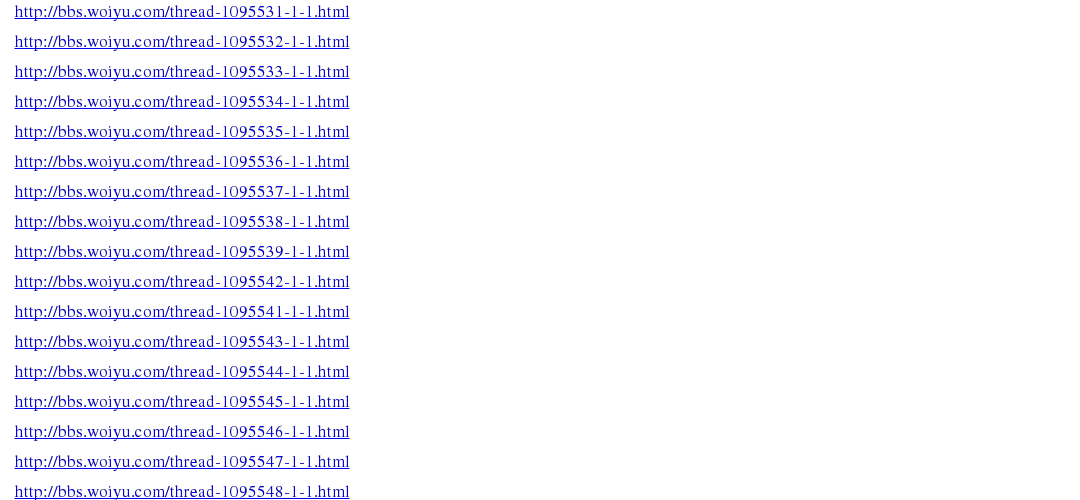 http://bbs.woiyu.com/thread-1095531-1-1.html
http://bbs.woiyu.com/thread-1095532-1-1.html
http://bbs.woiyu.com/thread-1095533-1-1.html
http://bbs.woiyu.com/thread-1095534-1-1.html
http://bbs.woiyu.com/thread-1095535-1-1.html
http://bbs.woiyu.com/thread-1095536-1-1.html
http://bbs.woiyu.com/thread-1095537-1-1.html
http://bbs.woiyu.com/thread-1095538-1-1.html
http://bbs.woiyu.com/thread-1095539-1-1.html
http://bbs.woiyu.com/thread-1095542-1-1.html
http://bbs.woiyu.com/thread-1095541-1-1.html
http://bbs.woiyu.com/thread-1095543-1-1.html
http://bbs.woiyu.com/thread-1095544-1-1.html
http://bbs.woiyu.com/thread-1095545-1-1.html
http://bbs.woiyu.com/thread-1095546-1-1.html
http://bbs.woiyu.com/thread-1095547-1-1.html
http://bbs.woiyu.com/thread-1095548-1-1.html